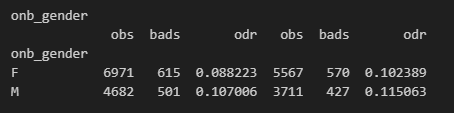 onb_gender
obs bads odr obs bads odr
onb_gender
F 6971 615 0.088223 5567 570 0.102389
M 4682 501 0.107006 3711 427 0.115063